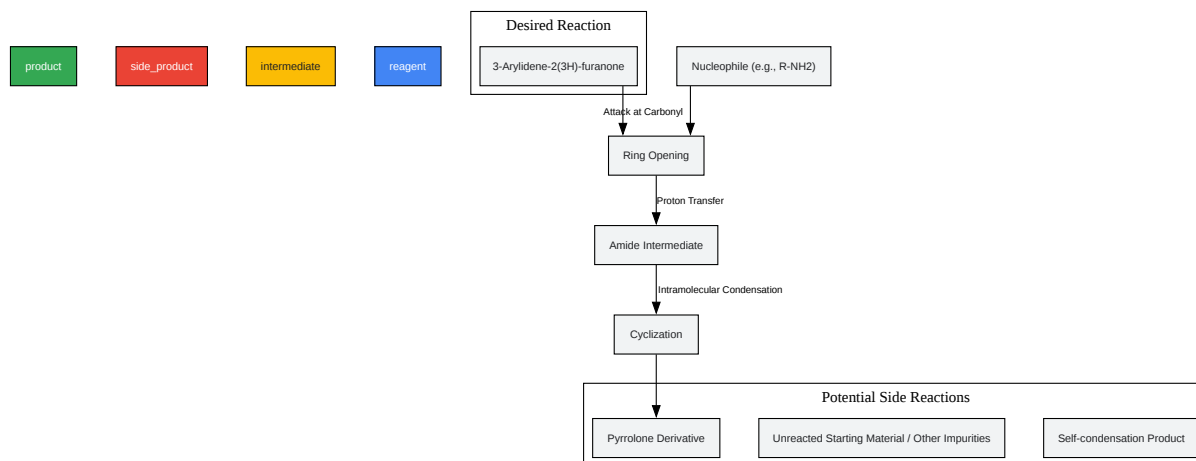 Desired Reaction
product
side_product
intermediate
reagent
3-Arylidene-2(3H)-furanone
Nucleophile (e.g., R-NH2)
Attack at Carbonyl
Ring Opening
Proton Transfer
Amide Intermediate
Intramolecular Condensation
Cyclization
Potential Side Reactions
Pyrrolone Derivative
Unreacted Starting Material / Other Impurities
Self-condensation Product